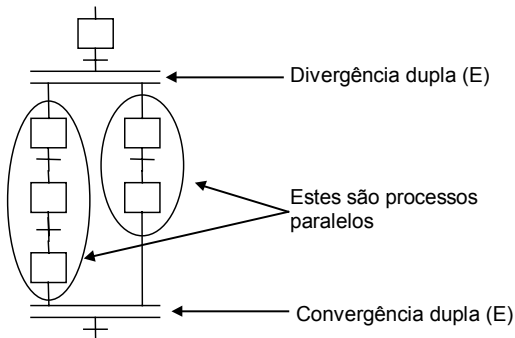 Divergência dupla (E)
Estes são processos
paralelos
Convergência dupla (E)